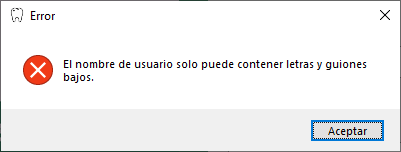 Error
El nombre de usuario solo puede contener letras y guiones
bajos.
Aceptar